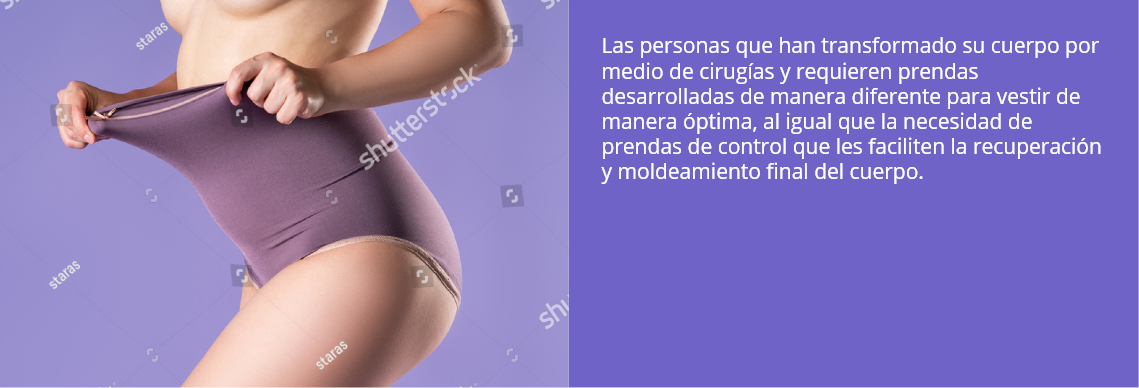 staras
shutterstock
staras
shu
staras
Las personas que han transformado su cuerpo por
medio de cirugías y requieren prendas
desarrolladas de manera diferente para vestir de
manera óptima, al igual que la necesidad de
prendas de control que les faciliten la recuperación
y moldeamiento final del cuerpo.